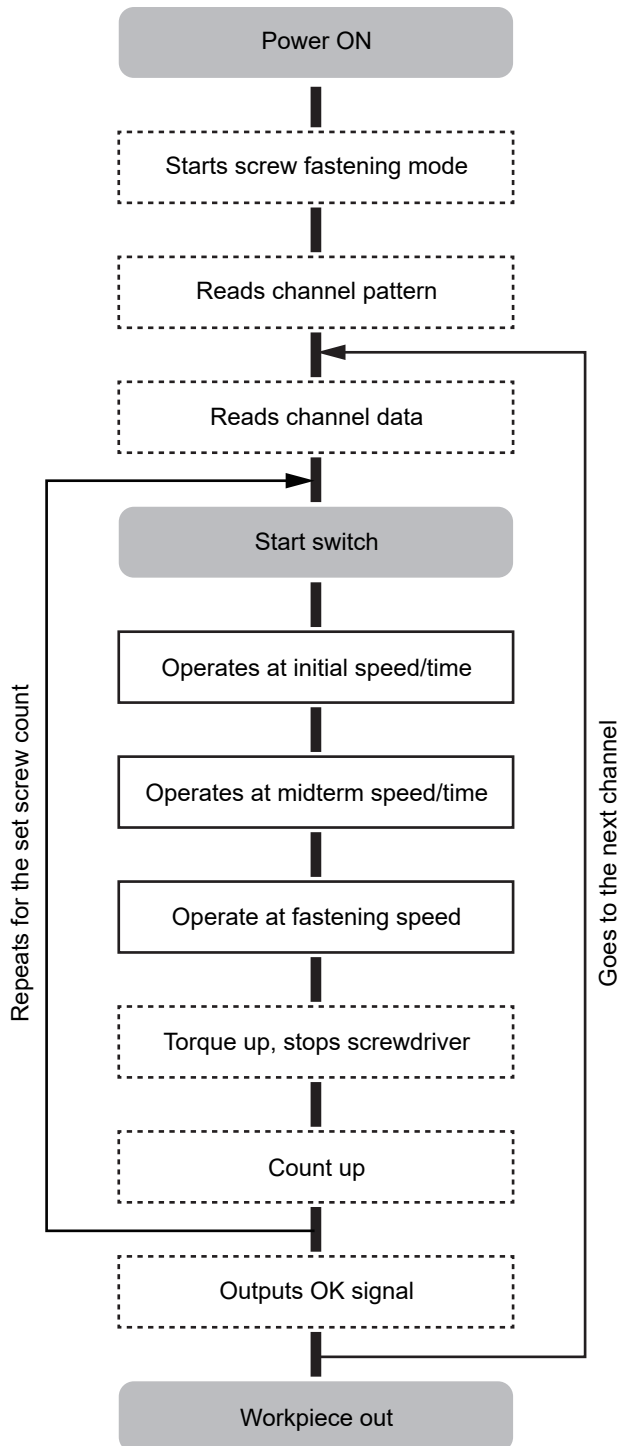 Power ON
Starts screw fastening mode
Reads channel pattern
Reads channel data
Start switch
Operates at initial speed/time
Operates at midterm speed/time
Operate at fastening speed
Torque up, stops screwdriver
Count up
Outputs OK signal
Workpiece out
Repeats for the set screw count
Goes to the next channel